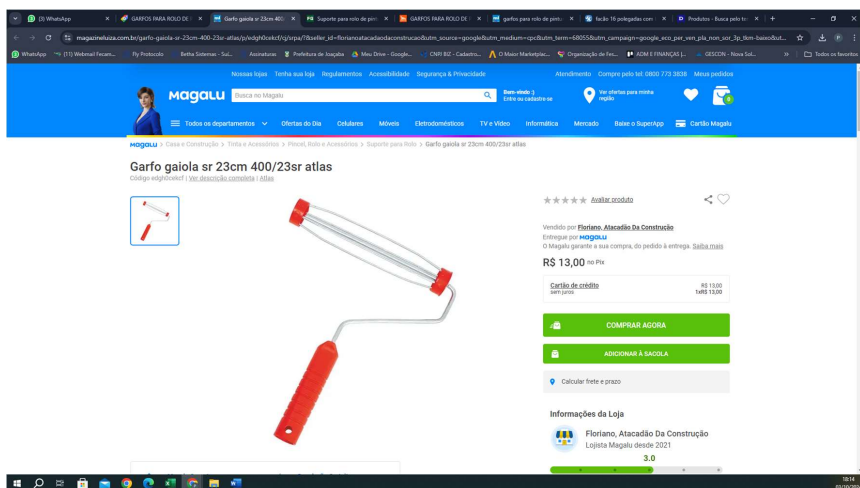 (3) WhatsApp
GARFOS PARA ROLO DE
Garfo gaiola sr 23cm 400/
Suporte para rolo de pin
GARFOS PARA ROLO DE
garfos para rolo de pintu
facão 16 polegadas com
Produtos - Busca pelo te
magazineluiza.com.br/garfo-gaiola-sr-23cm-400-23sr-atlas/p/edgh0cekcf/cj/srpa/?&seller_id=florianoatacadaodaconstrucao&utm_source=google&utm_medium=cpc&utm_term=68055&utm_campaign=google_eco_per_ven_pla_non_sor_3p_tkm-baixo&ut...
WhatsApp
(11) Webmail Fecam...
Fly Protocolo
Betha Sistemas - Sui...
Assinaturas
Prefeitura de Joaçaba
Meu Drive - Google...
CNPJ BIZ - Cadastro...
O Maior Marketplac...
Organização de Fes...
ADM E FINANÇAS |...
GESCON - Nova Sol...
Todos os favoritos
Nossas lojas Tenha sua loja Regulamentos Acessibilidade Segurança & Privacidade
Atendimento Compre pelo tel: 0800 773 3838 Meus pedidos
Magalu
Busca no Magalu
Bem-vindo :)
Entre ou cadastre-se
Ver ofertas para minha
região
0
Todos os departamentos Ofertas do Dia Celulares Móveis Eletrodomésticos TV e Vídeo Informática Mercado Baixe o SuperApp Cartão Magalu
Magalu > Casa e Construção > Tinta e Acessórios > Pincel, Rolo e Acessórios > Suporte para Rolo > Garfo gaiola sr 23cm 400/23sr atlas
Garfo gaiola sr 23cm 400/23sr atlas
Código edgh0cekcf | Ver descrição completa | Atlas
Avaliar produto
Vendido por Floriano, Atacadão Da Construção
Entregue por Magalu
O Magalu garante a sua compra, do pedido à entrega. Saiba mais
R$ 13,00 no Pix
Cartão de crédito
sem juros
R$ 13,00
1xR$ 13,00
COMPRAR AGORA
ADICIONAR À SACOLA
Calcular frete e prazo
Informações da Loja
Floriano, Atacadão Da Construção
Lojista Magalu desde 2021
3.0
18:14